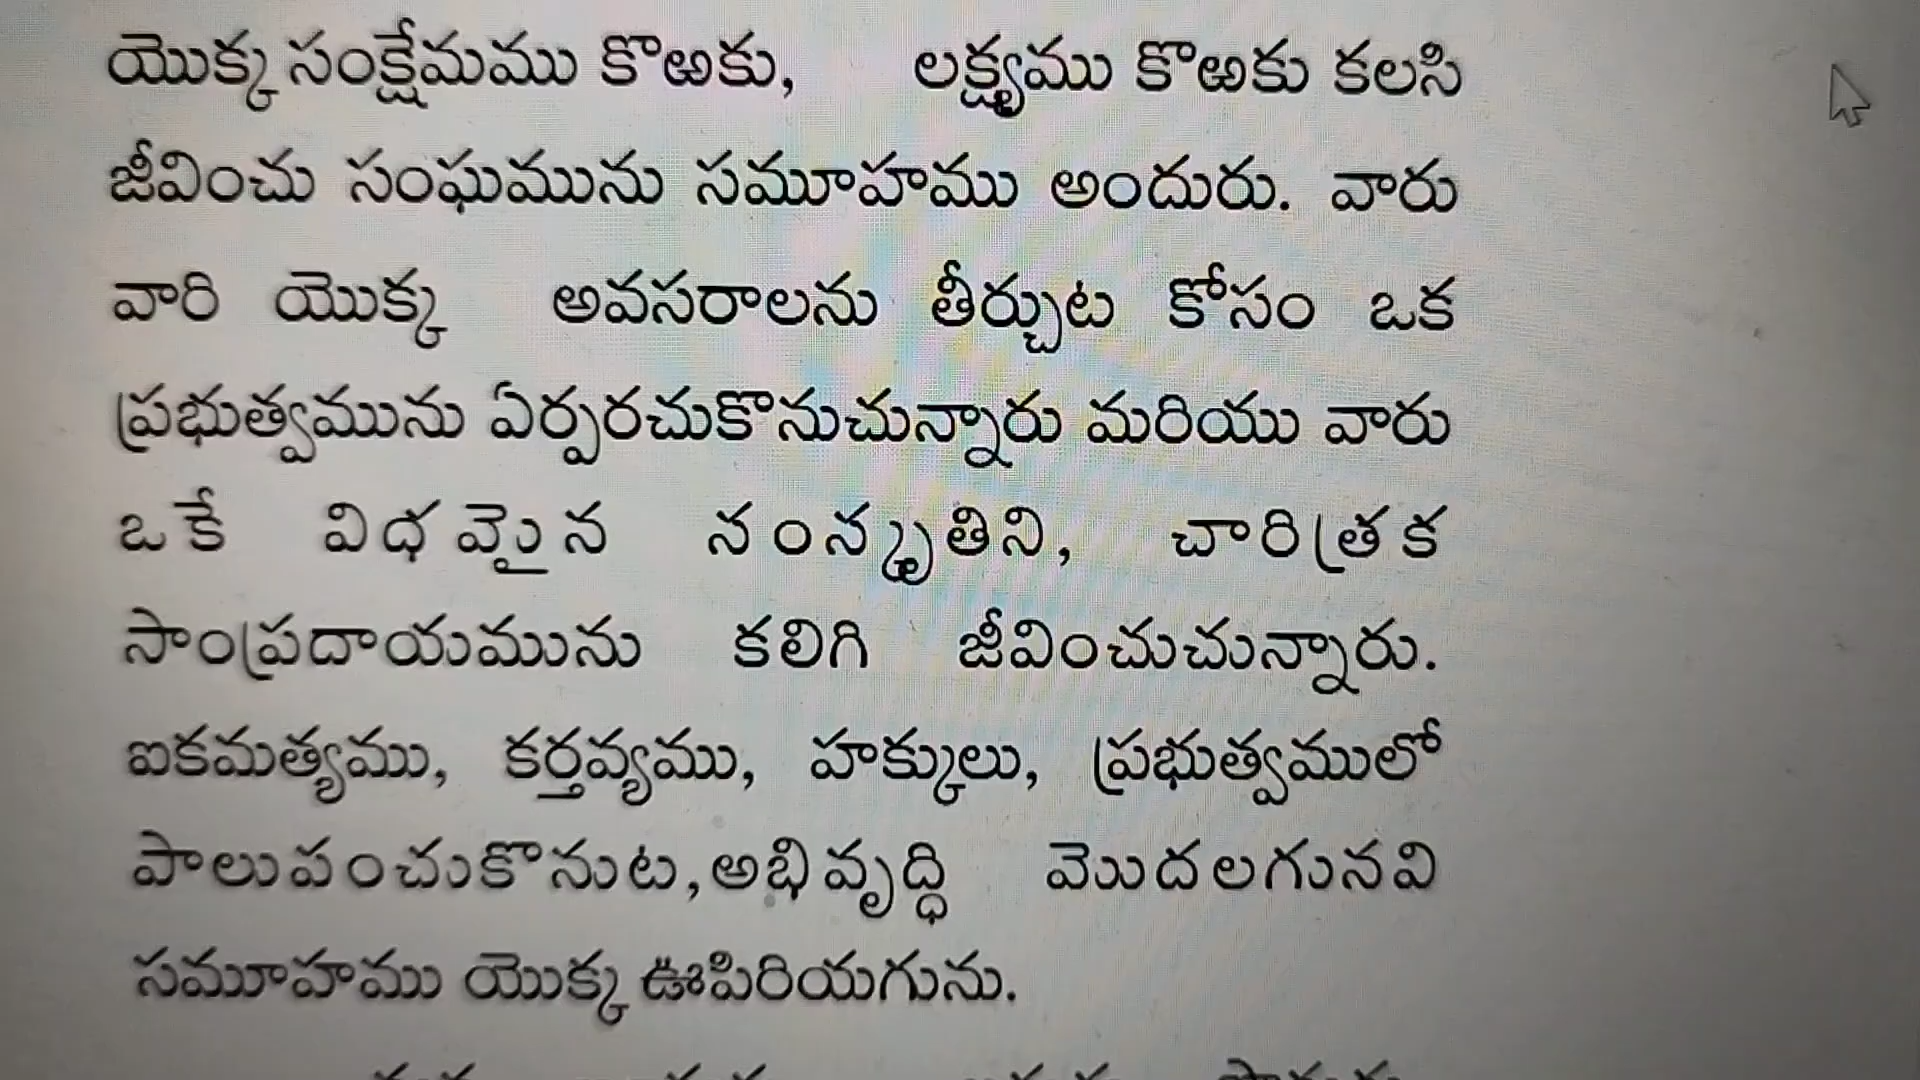 యొక్క సంక్షేమము కొఱకు, లక్ష్యము కొఱకు కలసి
జీవించు సంఘమును సమూహము అందురు. వారు
వారి యొక్క అవసరాలను తీర్చుట కోసం ఒక
ప్రభుత్వమును ఏర్పరచుకొనుచున్నారు మరియు వారు
ఒకే విధమైన సంస్కృతిని, చారిత్రక
సాంప్రదాయమును కలిగి జీవించుచున్నారు.
ఐకమత్యము, కర్తవ్యము, హక్కులు, ప్రభుత్వములో
పాలుపంచుకొనుట,అభివృద్ధి మొదలగునవి
సమూహము యొక్క ఊపిరియగును.